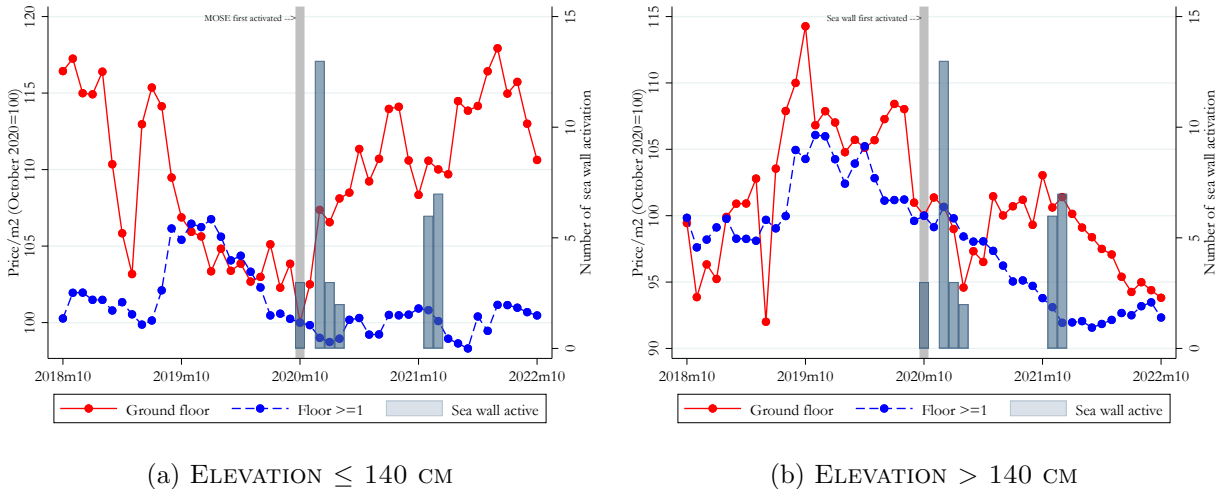 MOSE first activated -->
Price/m2 (October 2020=100)
120
115
110
105
100
Number of sea wall activation
15
10
5
0
2018m10 2019m10 2020m10 2021m10 2022m10
Ground floor Floor >=1 Sea wall active
(a) Elevation ≤ 140 cm
Sea wall first activated -->
Price/m2 (October 2020=100)
115
110
105
100
95
90
Number of sea wall activation
15
10
5
0
2018m10 2019m10 2020m10 2021m10 2022m10
Ground floor Floor >=1 Sea wall active
(b) Elevation > 140 cm